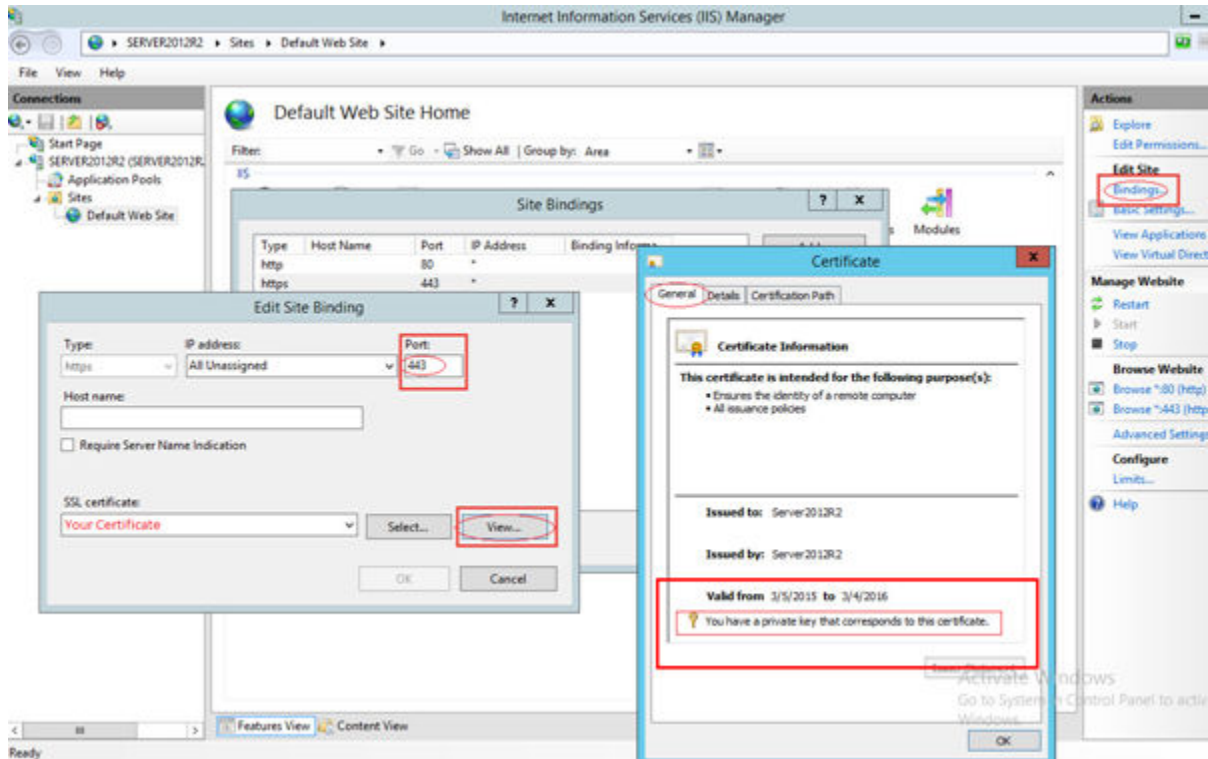 Internet Information Services (IIS) Manager
SERVER2012R2 Sites Default Web Site
File View Help
Connections
Start Page
SERVER2012R2 (SERVER2012R
Application Pools
Sites
Default Web Site
Default Web Site Home
Filter: Go Show All Group by: Area
IIS
Modules
Site Bindings
? x
Type Host Name Port IP Address Binding Informa
http 80 *
https 443 *
Edit Site Binding
? x
Type: IP address: Port:
https All Unassigned 443
Host name:
Require Server Name Indication
SSL certificate:
Your Certificate Select... View...
OK Cancel
Certificate
x
General Details Certification Path
Certificate Information
This certificate is intended for the following purpose(s):
• Ensures the identity of a remote computer
• All issuance policies
Issued to: Server2012R2
Issued by: Server2012R2
Valid from 3/5/2015 to 3/4/2016
You have a private key that corresponds to this certificate.
OK
Actions
Explore
Edit Permissions...
Edit Site
Bindings...
Basic Settings...
View Applications
View Virtual Direct
Manage Website
Restart
Start
Stop
Browse Website
Browse *:80 (http)
Browse *:443 (http
Advanced Settings
Configure
Limits...
Help
Activate Windows
Go to System in Control Panel to activ
Windows.
Features View Content View
Ready